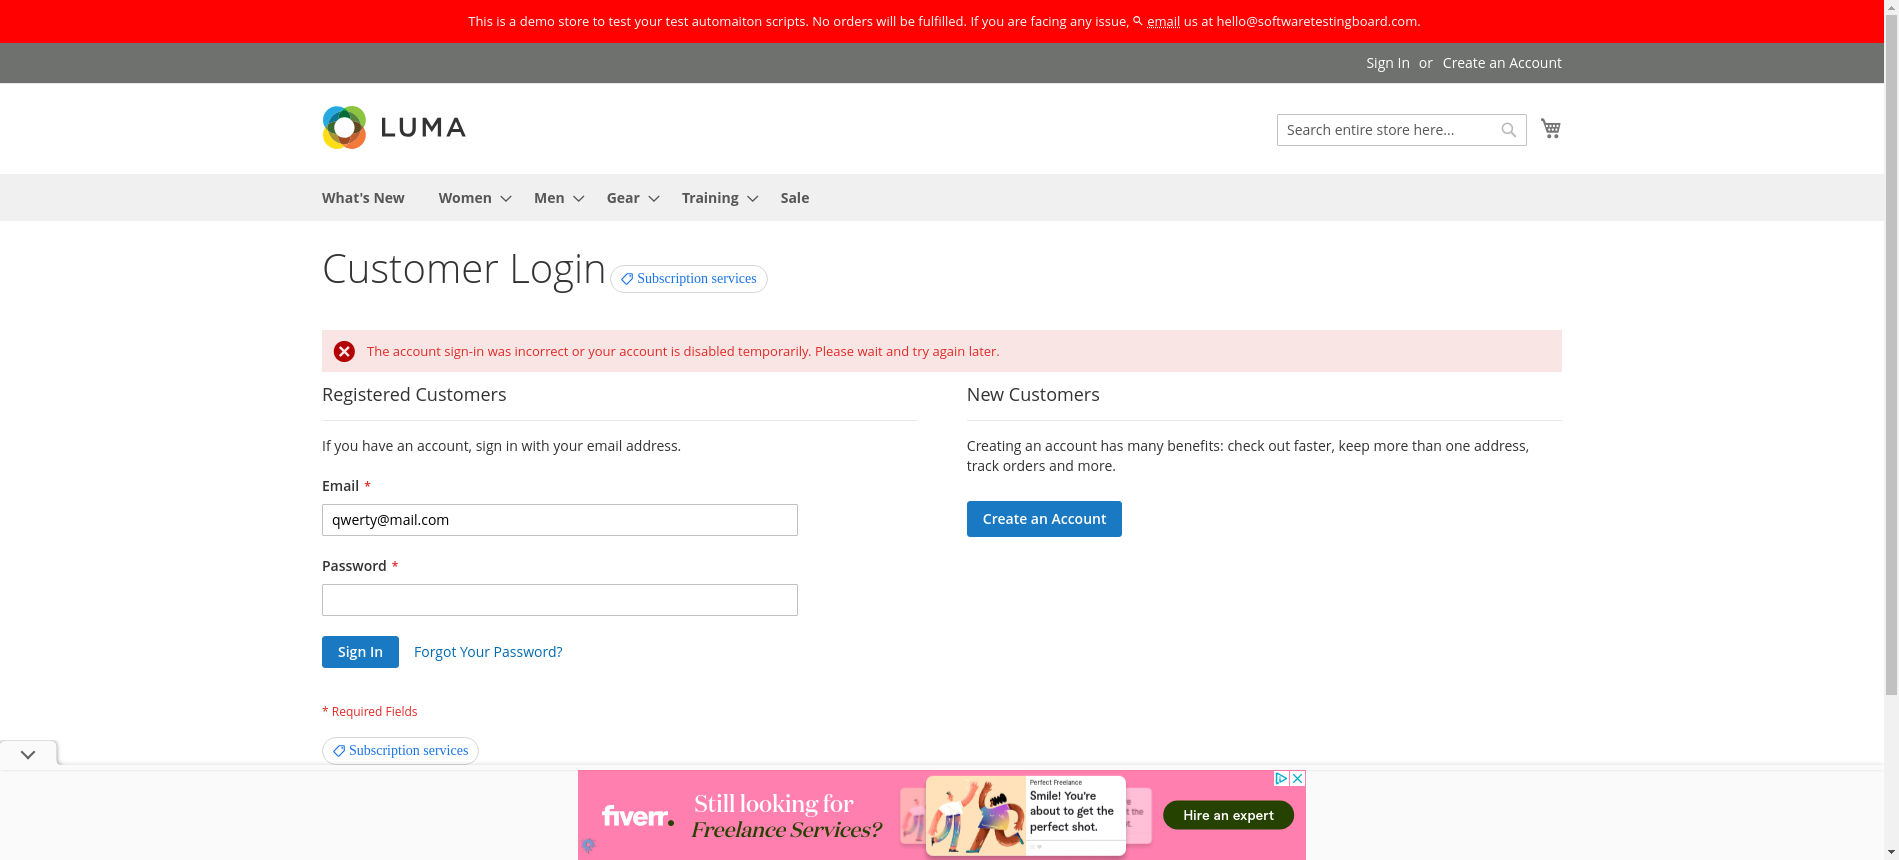 This is a demo store to test your test automaiton scripts. No orders will be fulfilled. If you are facing any issue, email us at hello@softwaretestingboard.com.
Sign In or Create an Account
LUMA
Search entire store here...
What's New Women Men Gear Training Sale
Customer Login
Subscription services
The account sign-in was incorrect or your account is disabled temporarily. Please wait and try again later.
Registered Customers
If you have an account, sign in with your email address.
Email *
qwerty@mail.com
Password *
Sign In Forgot Your Password?
* Required Fields
Subscription services
New Customers
Creating an account has many benefits: check out faster, keep more than one address,
track orders and more.
Create an Account
fiverr.
Still looking for
Freelance Services?
Perfect Freelance
Smile! You're
about to get the
perfect shot.
Hire an expert